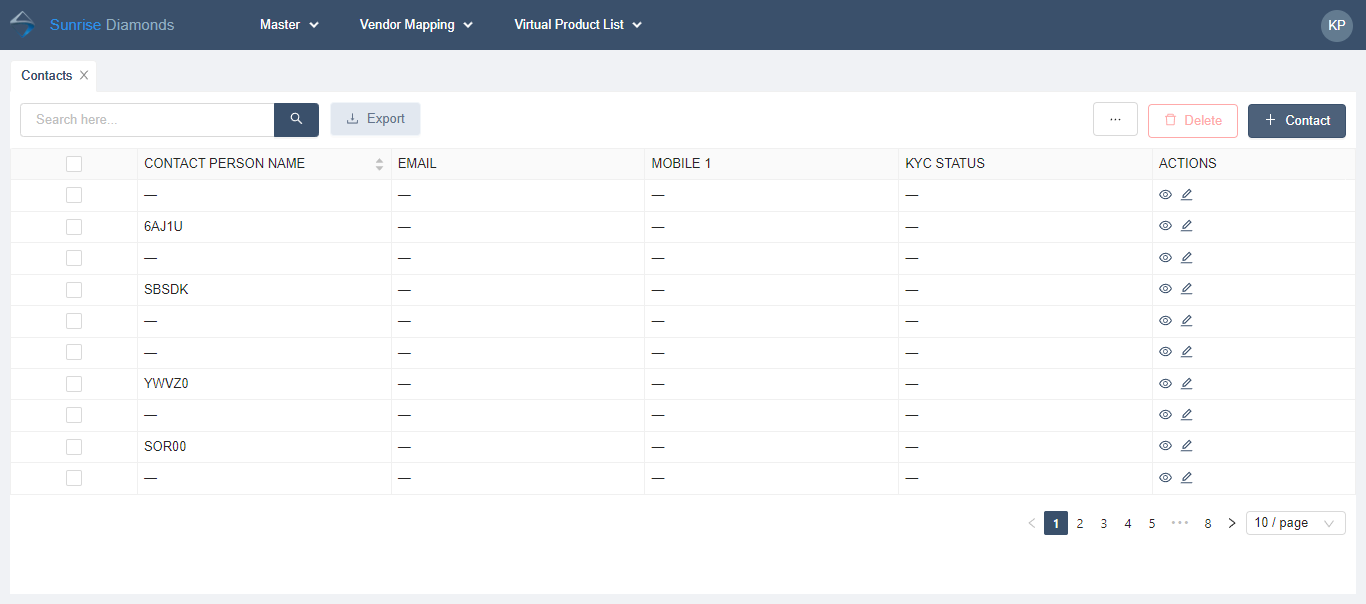 Sunrise Diamonds Master Vendor Mapping Virtual Product List KP
Contacts
Search here... Export ... Delete + Contact
CONTACT PERSON NAME EMAIL MOBILE 1 KYC STATUS ACTIONS
— — — —
6AJ1U — — —
— — — —
SBSDK — — —
— — — —
— — — —
YWVZ0 — — —
— — — —
SOR00 — — —
— — — —
< 1 2 3 4 5 ••• 8 > 10 / page